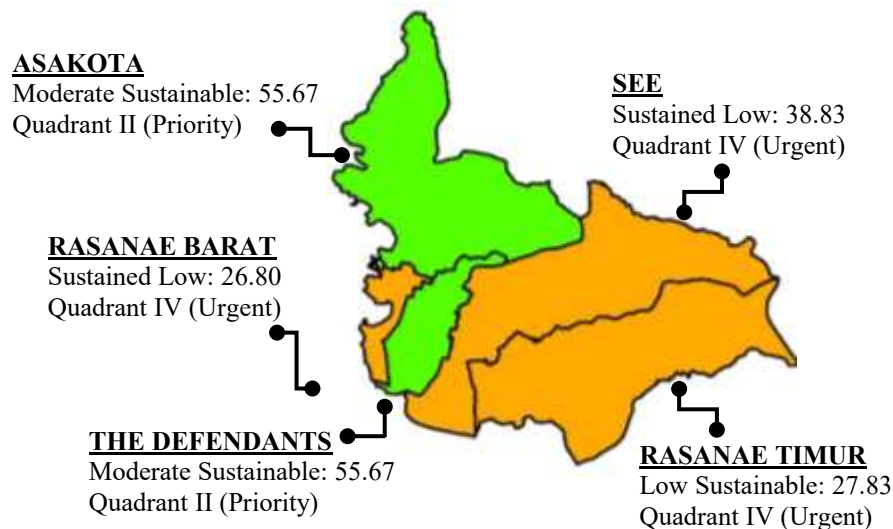 ASAKOTA
Moderate Sustainable: 55.67
Quadrant II (Priority)
SEE
Sustained Low: 38.83
Quadrant IV (Urgent)
RASANAE BARAT
Sustained Low: 26.80
Quadrant IV (Urgent)
THE DEFENDANTS
Moderate Sustainable: 55.67
Quadrant II (Priority)
RASANAE TIMUR
Low Sustainable: 27.83
Quadrant IV (Urgent)